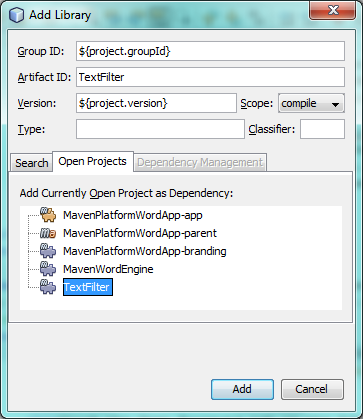 Add Library
Group ID: ${project.groupId}
Artifact ID: TextFilter
Version: ${project.version} Scope: compile
Type: Classifier:
Search Open Projects Dependency Management
Add Currently Open Project as Dependency:
MavenPlatformWordApp-app
MavenPlatformWordApp-parent
MavenPlatformWordApp-branding
MavenWordEngine
TextFilter
Add Cancel